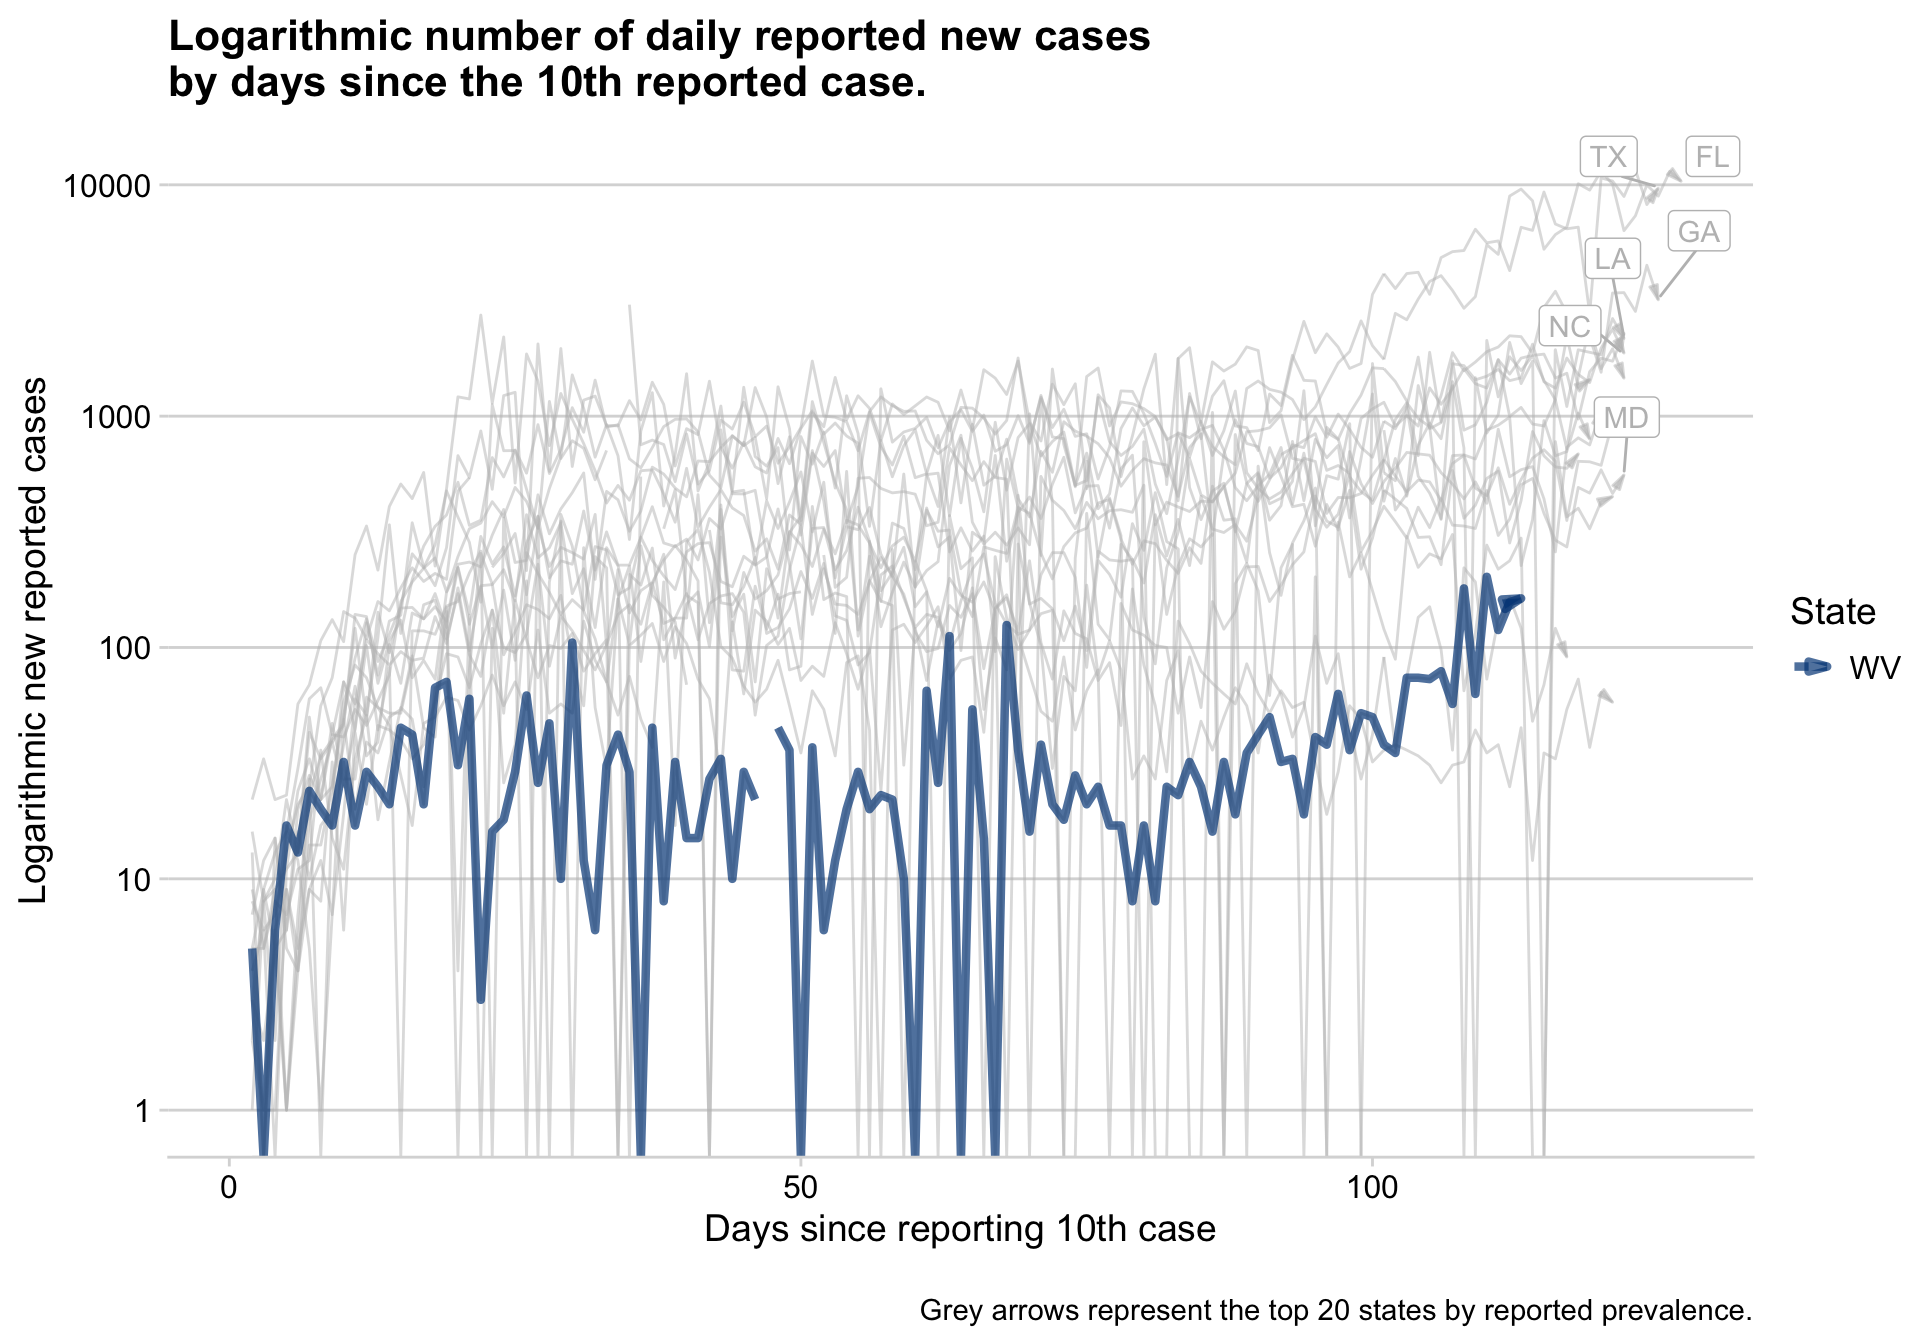 Logarithmic number of daily reported new cases
by days since the 10th reported case.
TX
FL
GA
LA
NC
MD
10000
1000
100
10
1
Logarithmic new reported cases
State
WV
0
50
100
Days since reporting 10th case
Grey arrows represent the top 20 states by reported prevalence.